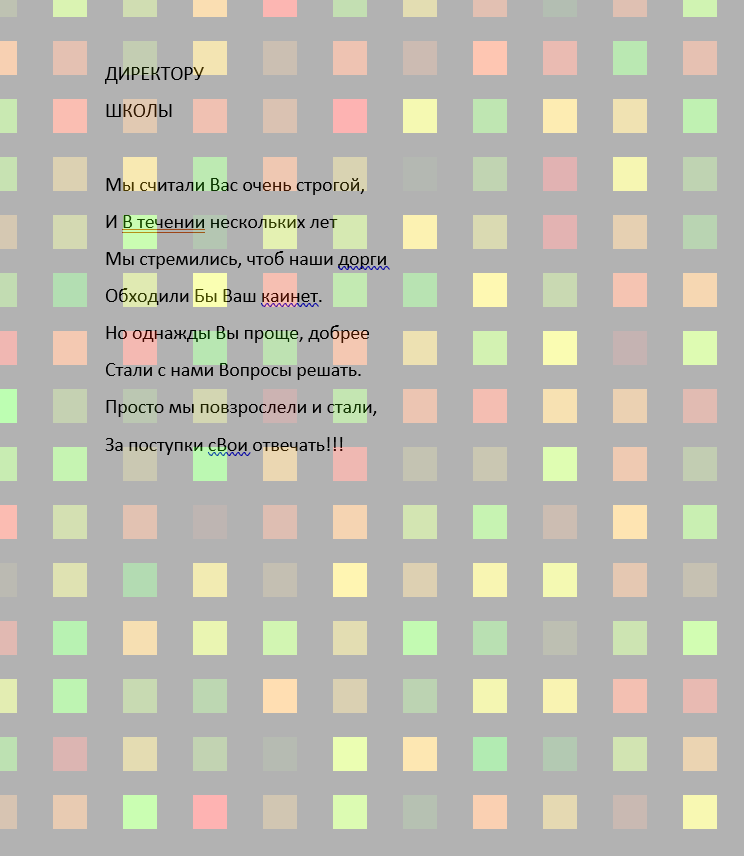 ДИРЕКТОРУ
ШКОЛЫ
Мы считали Вас очень строгой,
И В течении нескольких лет
Мы стремились, чтоб наши дорги
Обходили Бы Ваш каинет.
Но однажды Вы проще, добрее
Стали с нами Вопросы решать.
Просто мы повзрослели и стали,
За поступки сВои отвечать!!!